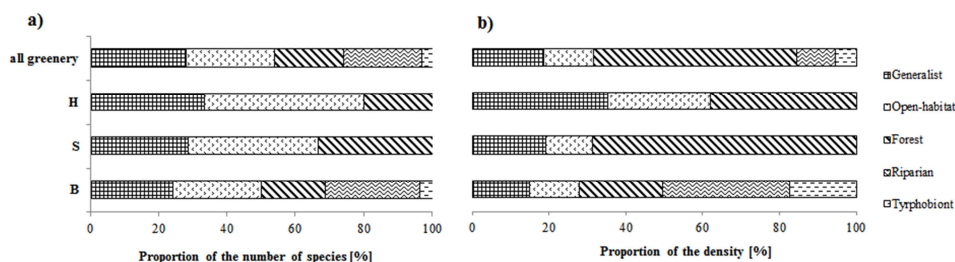 a)
all greenery
H
S
B
0 20 40 60 80 100
Proportion of the number of species [%]
b)
0 20 40 60 80 100
Proportion of the density [%]
Generalist
Open-habitat
Forest
Riparian
Tyrphobiont